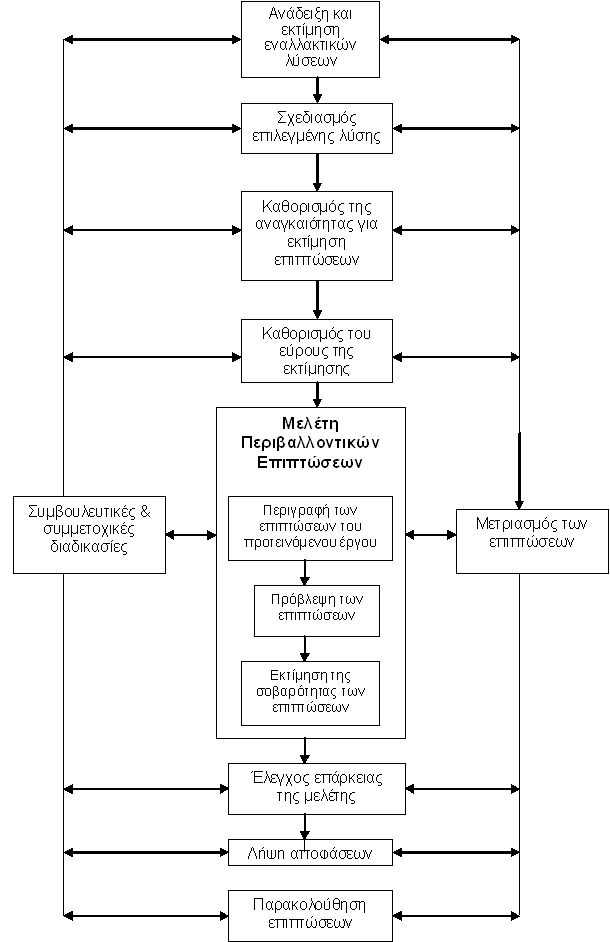 Ανάδειξη και
εκτίμηση
εναλλακτικών
λύσεων
Σχεδιασμός
επιλεγμένης λύσης
Καθορισμός της
αναγκαιότητας για
εκτίμηση
επιπτώσεων
Καθορισμός του
εύρους της
εκτίμησης
Μελέτη
Περιβαλλοντικών
Επιπτώσεων
Συμβουλευτικές &
συμμετοχικές
διαδικασίες
Περιγραφή των
επιπτώσεων του
προτεινόμενου έργου
Μετριασμός των
επιπτώσεων
Πρόβλεψη των
επιπτώσεων
Εκτίμηση της
σοβαρότητας των
επιπτώσεων
Έλεγχος επάρκειας
της μελέτης
Λήψη αποφάσεων
Παρακολούθηση
επιπτώσεων